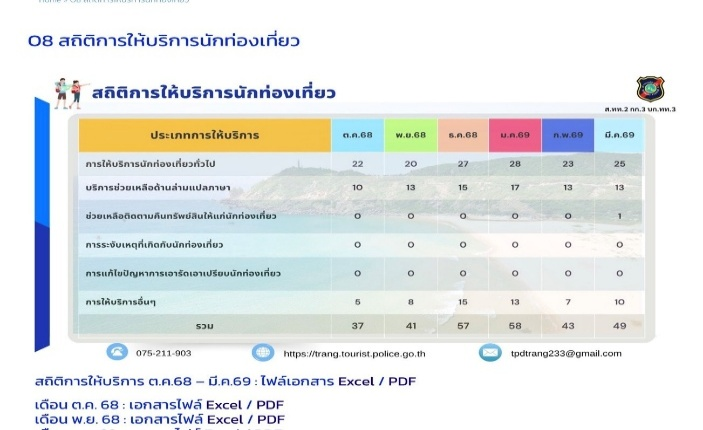 O8 สถิติการให้บริการนักท่องเที่ยว
สถิติการให้บริการนักท่องเที่ยว
ส.ทท.2 กก.3 บก.ทท.3
ประเภทการให้บริการ ต.ค.68 พ.ย.68 ธ.ค.68 ม.ค.69 ก.พ.69 มี.ค.69
การให้บริการนักท่องเที่ยวทั่วไป 22 20 27 28 23 25
บริการช่วยเหลือด้านล่ามแปลภาษา 10 13 15 17 13 13
ช่วยเหลือติดตามคืนทรัพย์สินให้แก่นักท่องเที่ยว 0 0 0 0 0 1
การระงับเหตุที่เกิดกับนักท่องเที่ยว 0 0 0 0 0 0
การแก้ไขปัญหาการเอารัดเอาเปรียบนักท่องเที่ยว 0 0 0 0 0 0
การให้บริการอื่นๆ 5 8 15 13 7 10
รวม 37 41 57 58 43 49
075-211-903 https://trang.tourist.police.go.th tpdtrang233@gmail.com
สถิติการให้บริการ ต.ค.68 – มี.ค.69 : ไฟล์เอกสาร Excel / PDF
เดือน ต.ค. 68 : เอกสารไฟล์ Excel / PDF
เดือน พ.ย. 68 : เอกสารไฟล์ Excel / PDF